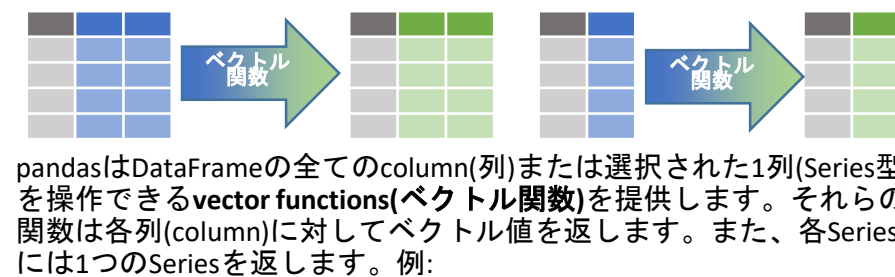 ベクトル
関数
ベクトル
関数
pandasはDataFrameの全てのcolumn(列)または選択された1列(Series型
を操作できるvector functions(ベクトル関数)を提供します。それらの
関数は各列(column)に対してベクトル値を返します。また、各Series
には1つのSeriesを返します。例: